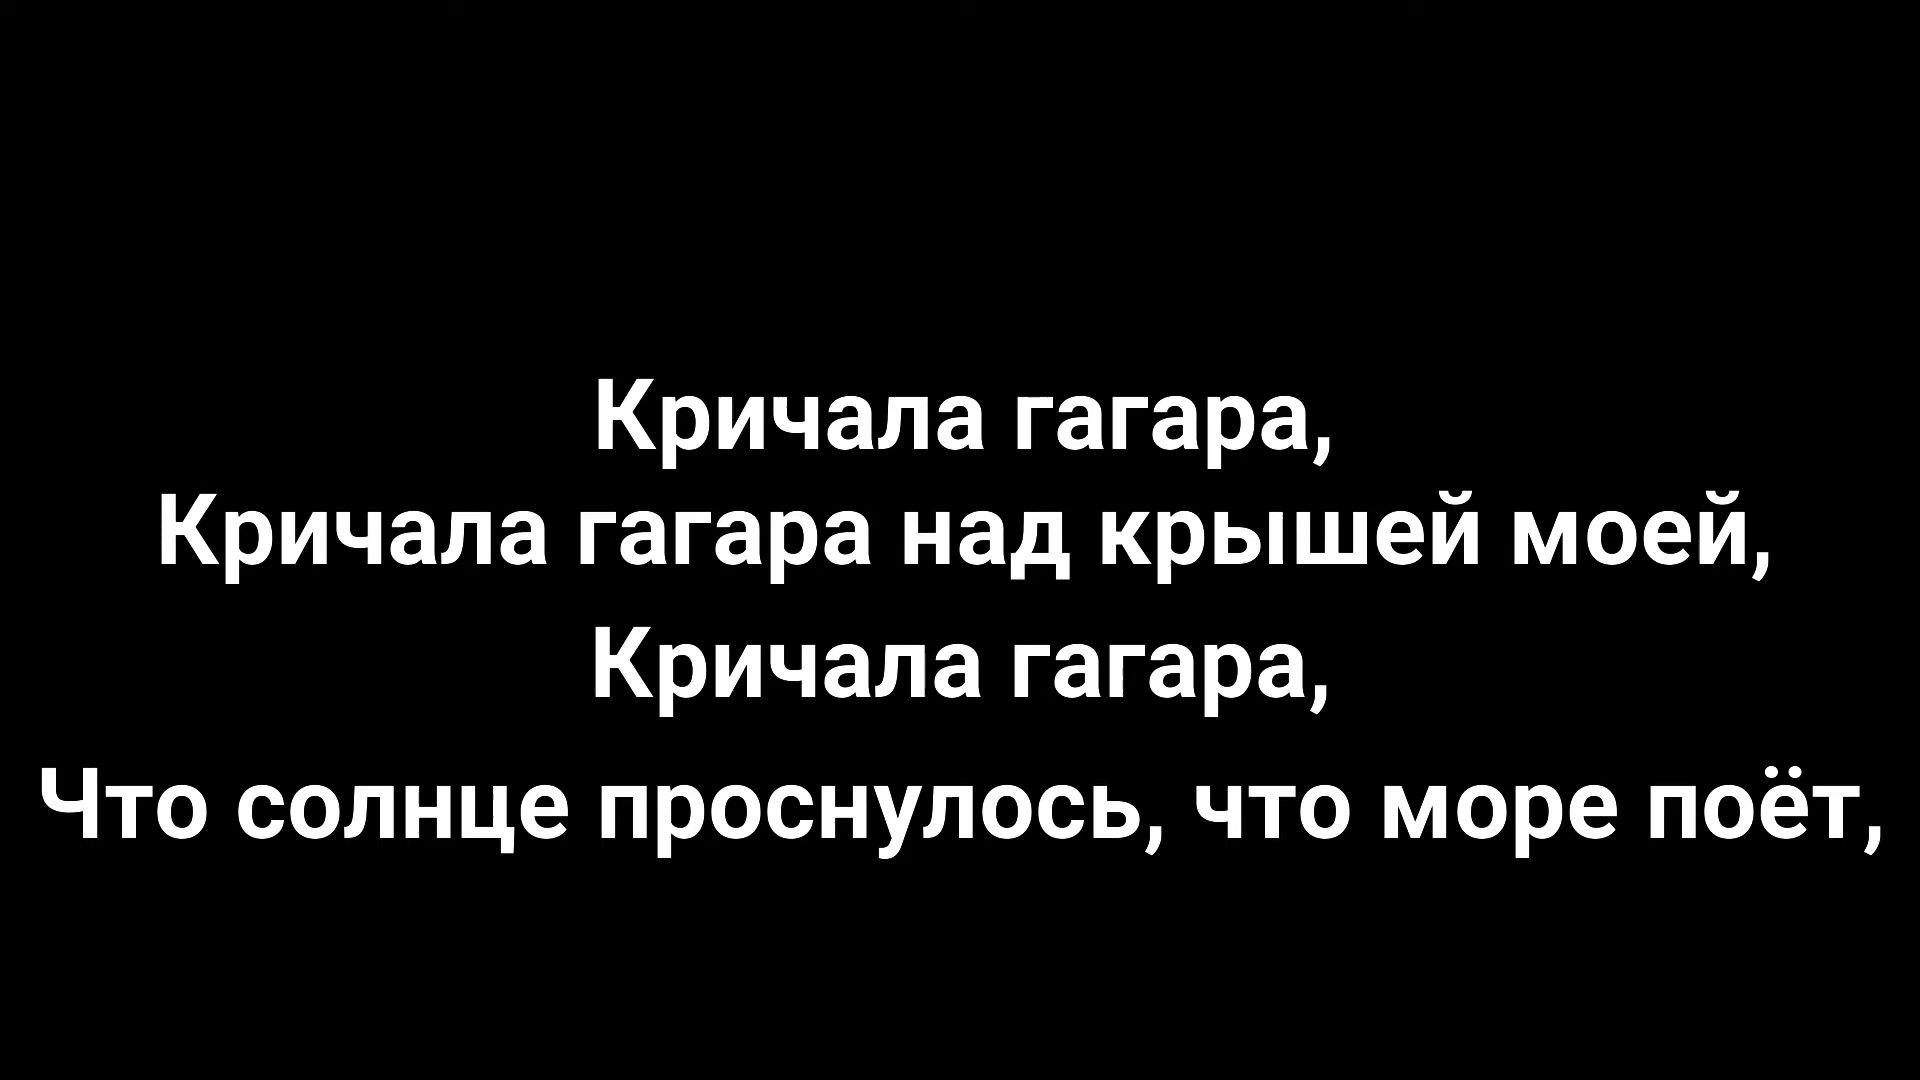 Кричала гагара,
Кричала гагара над крышей моей,
Кричала гагара,
Что солнце проснулось, что море поёт,